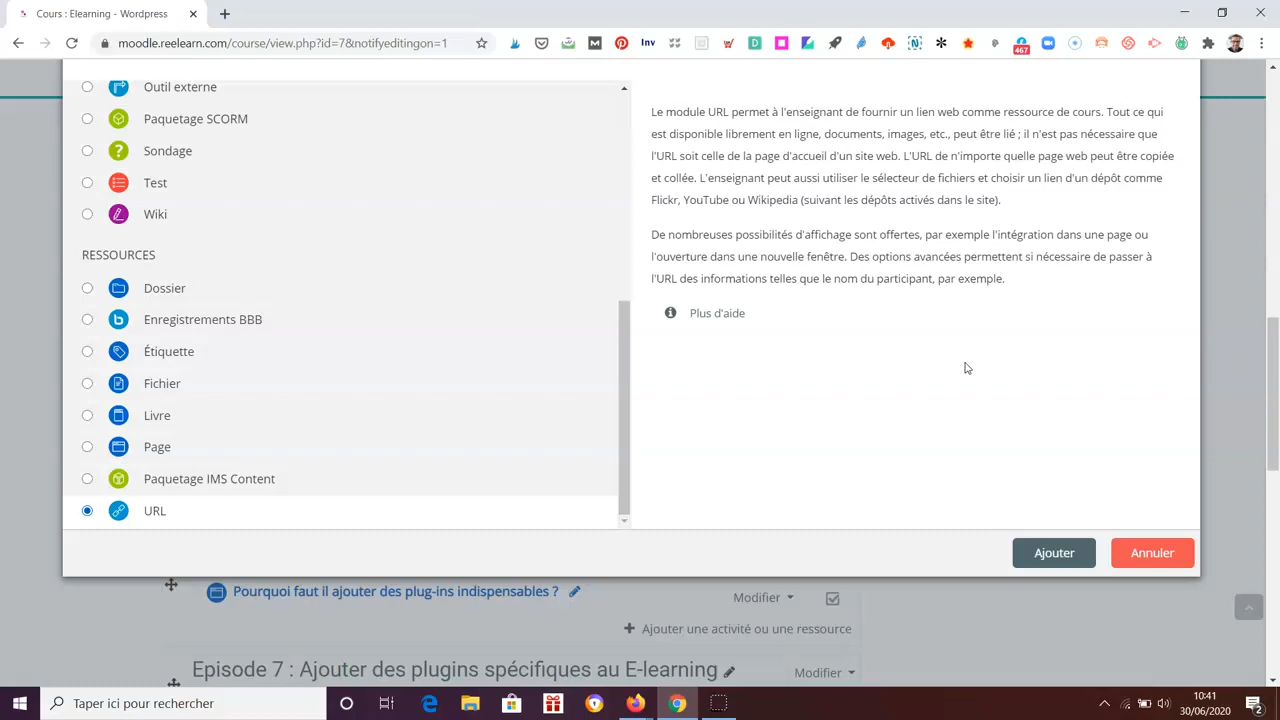 Cours : Elearning - Wordpress
moodle.reelearn.com/course/view.php?id=7&notifyeditingon=1
Inv
467
Outil externe
Paquetage SCORM
Sondage
Test
Wiki
RESSOURCES
Dossier
Enregistrements BBB
Étiquette
Fichier
Livre
Page
Paquetage IMS Content
URL
Le module URL permet à l'enseignant de fournir un lien web comme ressource de cours. Tout ce qui
est disponible librement en ligne, documents, images, etc., peut être lié ; il n'est pas nécessaire que
l'URL soit celle de la page d'accueil d'un site web. L'URL de n'importe quelle page web peut être copiée
et collée. L'enseignant peut aussi utiliser le sélecteur de fichiers et choisir un lien d'un dépôt comme
Flickr, YouTube ou Wikipedia (suivant les dépôts activés dans le site).
De nombreuses possibilités d'affichage sont offertes, par exemple l'intégration dans une page ou
l'ouverture dans une nouvelle fenêtre. Des options avancées permettent si nécessaire de passer à
l'URL des informations telles que le nom du participant, par exemple.
Plus d'aide
Ajouter
Annuler
Pourquoi faut il ajouter des plug-ins indispensables ?
Modifier
Ajouter une activité ou une ressource
Episode 7 : Ajouter des plugins spécifiques au E-learning
Modifier
Taper ici pour rechercher
10:41
30/06/2020
2